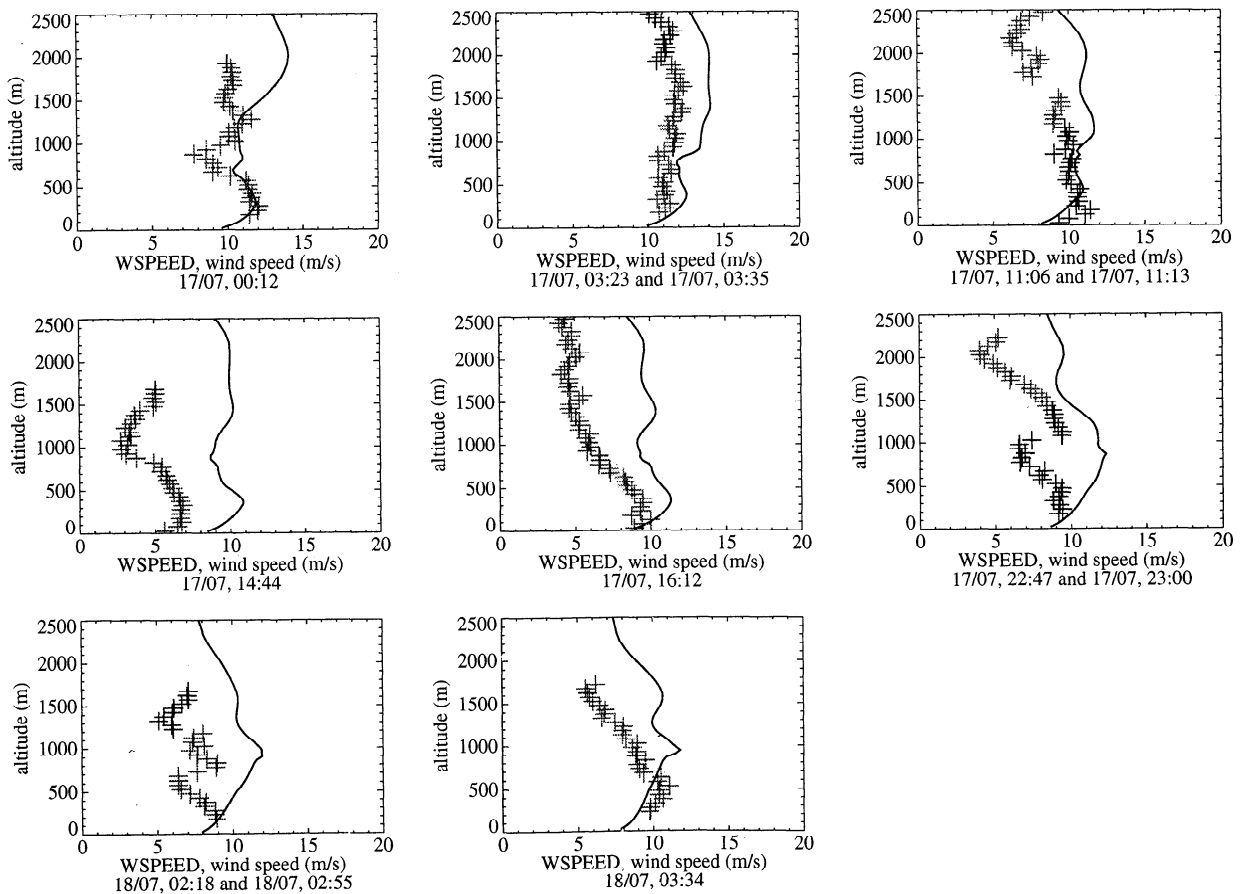 2500
2000
1500
1000
500
0
altitude (m)
0 5 10 15 20
WSPEED, wind speed (m/s)
17/07, 00:12
2500
2000
1500
1000
500
0
altitude (m)
0 5 10 15 20
WSPEED, wind speed (m/s)
17/07, 03:23 and 17/07, 03:35
2500
2000
1500
1000
500
0
altitude (m)
0 5 10 15 20
WSPEED, wind speed (m/s)
17/07, 11:06 and 17/07, 11:13
2500
2000
1500
1000
500
0
altitude (m)
0 5 10 15 20
WSPEED, wind speed (m/s)
17/07, 14:44
2500
2000
1500
1000
500
0
altitude (m)
0 5 10 15 20
WSPEED, wind speed (m/s)
17/07, 16:12
2500
2000
1500
1000
500
0
altitude (m)
0 5 10 15 20
WSPEED, wind speed (m/s)
17/07, 22:47 and 17/07, 23:00
2500
2000
1500
1000
500
0
altitude (m)
0 5 10 15 20
WSPEED, wind speed (m/s)
18/07, 02:18 and 18/07, 02:55
2500
2000
1500
1000
500
0
altitude (m)
0 5 10 15 20
WSPEED, wind speed (m/s)
18/07, 03:34